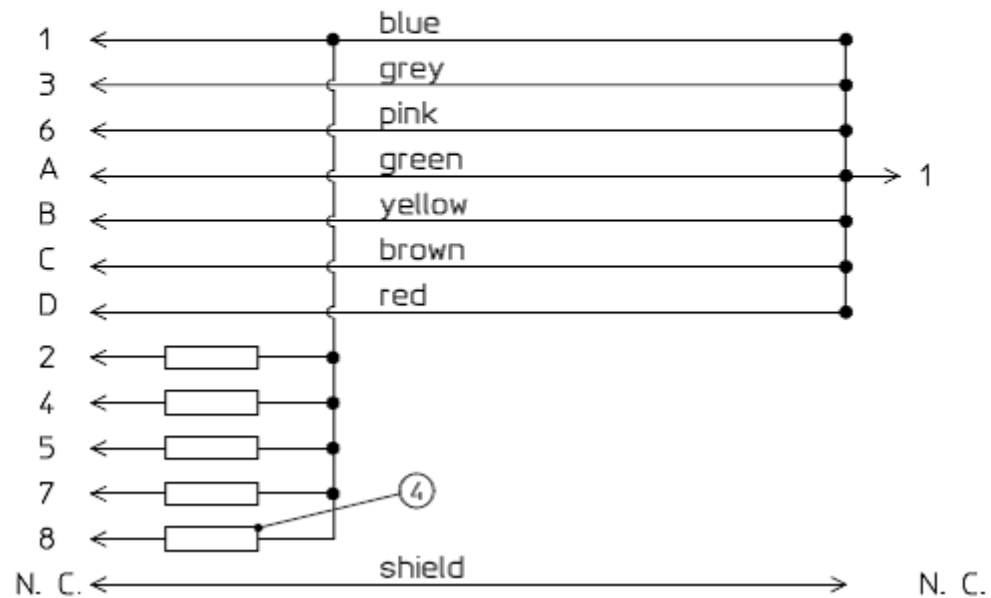 1 blue
3 grey
6 pink
A green 1
B yellow
C brown
D red
2
4
5
7 4
8
N. C. shield N. C.